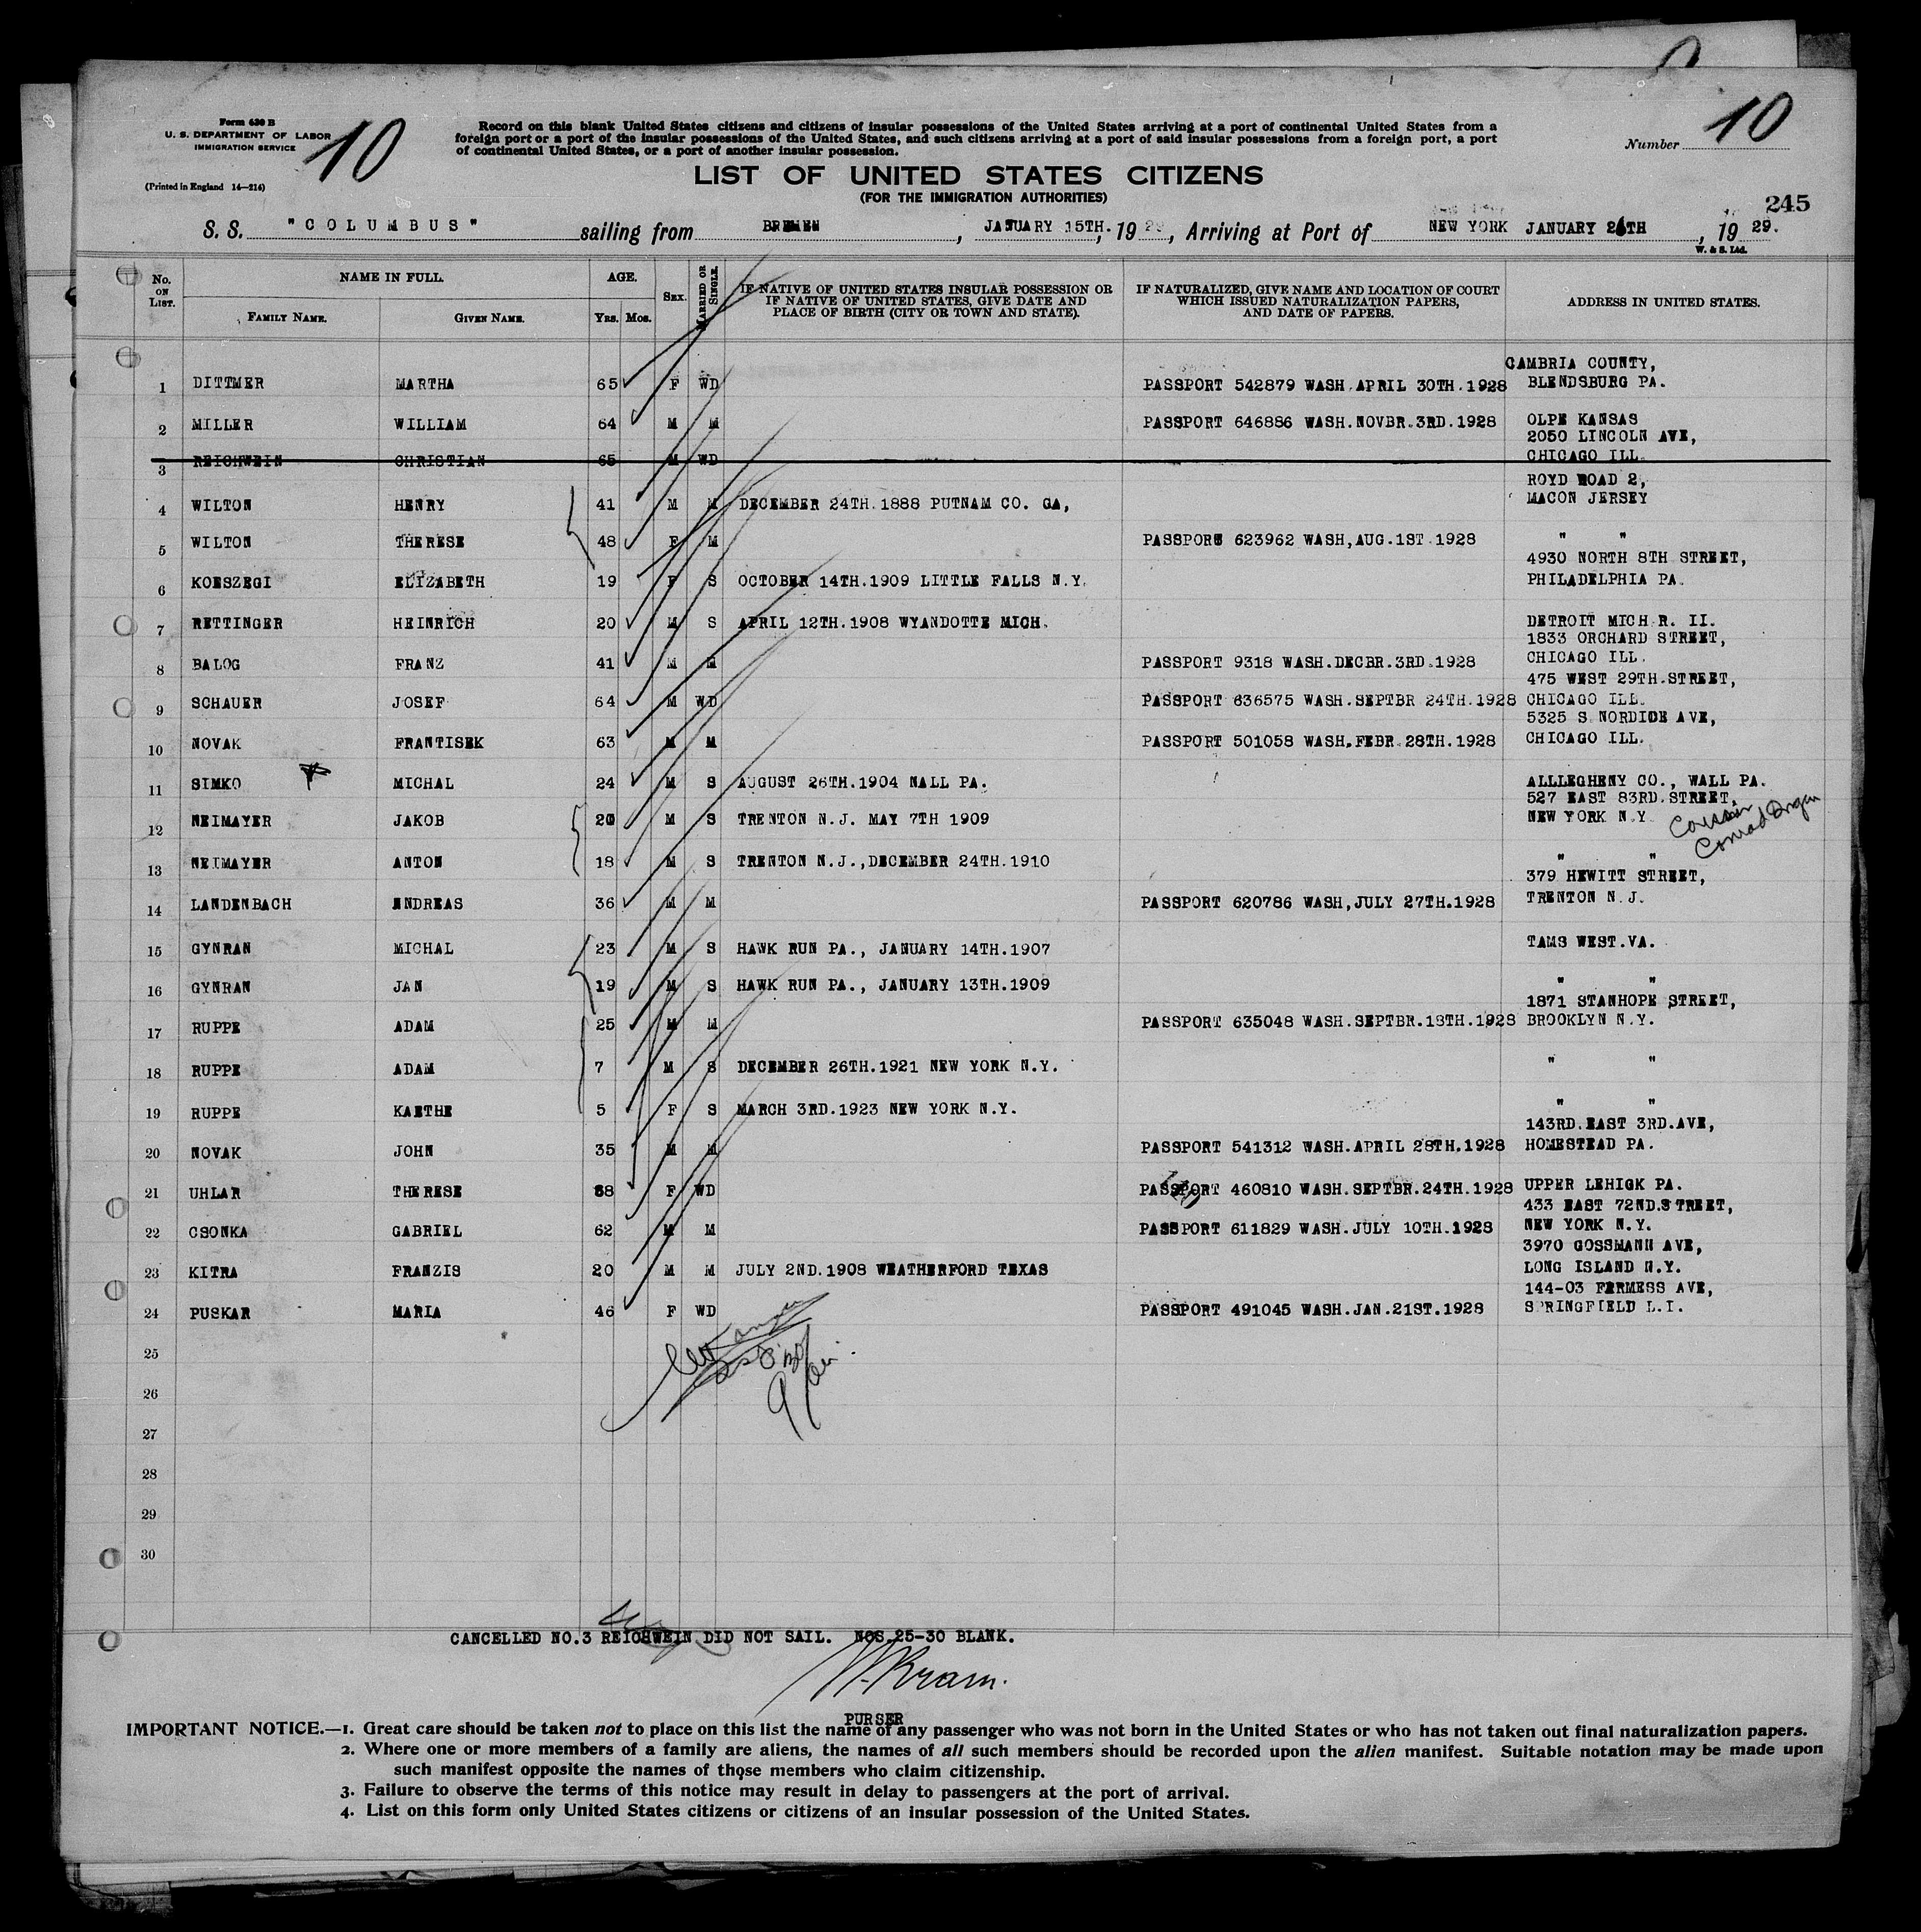 Form 630 B
U. S. DEPARTMENT OF LABOR
IMMIGRATION SERVICE
(Printed in England 14—214)
10
Record on this blank United States citizens and citizens of insular possessions of the United States arriving at a port of continental United States from a
foreign port or a port of the insular possessions of the United States, and such citizens arriving at a port of said insular possessions from a foreign port, a port
of continental United States, or a port of another insular possession.
Number 10
LIST OF UNITED STATES CITIZENS
(FOR THE IMMIGRATION AUTHORITIES)
245
S. S. "COLUMBUS" sailing from BREMEN, JANUARY 15TH. 19 29, Arriving at Port of NEW YORK JANUARY 26TH, 19 29.
W. & S. Ltd.
No. ON LIST. NAME IN FULL. FAMILY NAME. GIVEN NAME. AGE. YRS. MOS. SEX. MARRIED OR SINGLE. IF NATIVE OF UNITED STATES INSULAR POSSESSION OR IF NATIVE OF UNITED STATES, GIVE DATE AND PLACE OF BIRTH (CITY OR TOWN AND STATE). IF NATURALIZED, GIVE NAME AND LOCATION OF COURT WHICH ISSUED NATURALIZATION PAPERS, AND DATE OF PAPERS. ADDRESS IN UNITED STATES.
CAMBRIA COUNTY,
1 DITTMER MARTHA 65 F WD PASSPORT 542879 WASH.APRIL 30TH.1928 BLENDSBURG PA.
2 MILLER WILLIAM 64 M M PASSPORT 646886 WASH.NOVBR.3RD.1928 OLPE KANSAS
2050 LINCOLN AVE,
3 REICHWEIN CHRISTIAN 65 M WD CHICAGO ILL.
ROYD ROAD 2,
4 WILTON HENRY 41 M M DECEMBER 24TH.1888 PUTNAM CO. GA, MACON JERSEY
5 WILTON THERESE 48 F M PASSPORT 623962 WASH,AUG.1ST.1928 " "
4930 NORTH 8TH STREET,
6 KOESZEGI ELIZABETH 19 F S OCTOBER 14TH.1909 LITTLE FALLS N.Y. PHILADELPHIA PA.
7 RETTINGER HEINRICH 20 M S APRIL 12TH.1908 WYANDOTTE MICH. DETROIT MICH.R. II.
1833 ORCHARD STREET,
8 BALOG FRANZ 41 M M PASSPORT 9318 WASH.DECBR.3RD.1928 CHICAGO ILL.
475 WEST 29TH.STREET,
9 SCHAUER JOSEF 64 M WD PASSPORT 636575 WASH.SEPTBR 24TH.1928 CHICAGO ILL.
5325 S.NORDICE AVE,
10 NOVAK FRANTISEK 63 M M PASSPORT 501058 WASH.FEBR.28TH.1928 CHICAGO ILL.
11 SIMKO MICHAL 24 M S AUGUST 26TH.1904 NALL PA. ALLLEGHENY CO., WALL PA.
527 EAST 83RD.STREET,
12 NEIMAYER JAKOB 20 M S TRENTON N.J. MAY 7TH 1909 NEW YORK N.Y. Cousin
Conrad
13 NEIMAYER ANTON 18 M S TRENTON N.J.,DECEMBER 24TH.1910 " "
379 HEWITT STREET,
14 LANDENBACH ANDREAS 36 M M PASSPORT 620786 WASH,JULY 27TH.1928 TRENTON N.J.
15 GYNRAN MICHAL 23 M S HAWK RUN PA., JANUARY 14TH.1907 TAMS WEST.VA.
16 GYNRAN JAN 19 M S HAWK RUN PA., JANUARY 13TH.1909 " "
1871 STANHOPE STREET,
17 RUPPE ADAM 25 M M PASSPORT 635048 WASH.SEPTBR.18TH.1928 BROOKLYN N.Y.
18 RUPPE ADAM 7 M S DECEMBER 26TH.1921 NEW YORK N.Y. " "
19 RUPPE KAETHE 5 F S MARCH 3RD.1923 NEW YORK N.Y. " "
143RD.EAST 3RD.AVE,
20 NOVAK JOHN 35 M M PASSPORT 541312 WASH.APRIL 28TH.1928 HOMESTEAD PA.
21 UHLAR THERESE 68 F WD PASSPORT 460810 WASH.SEPTBR.24TH.1928 UPPER LEHIGK PA.
433 EAST 72ND.STREET,
22 CSONKA GABRIEL 62 M M PASSPORT 611829 WASH.JULY 10TH.1928 NEW YORK N.Y.
3970 GOSSMANN AVE,
23 KITRA FRANZIS 20 M M JULY 2ND.1908 WEATHERFORD TEXAS LONG ISLAND N.Y.
144-03 FERMESS AVE,
24 PUSKAR MARIA 46 F WD PASSPORT 491045 WASH.JAN.21ST.1928 SPRINGFIELD L.I.
25
26
27
28
29
30
CANCELLED NO.3 REICHWEIN DID NOT SAIL. NOS.25-30 BLANK.
PURSER
IMPORTANT NOTICE.—1. Great care should be taken not to place on this list the name of any passenger who was not born in the United States or who has not taken out final naturalization papers.
2. Where one or more members of a family are aliens, the names of all such members should be recorded upon the alien manifest. Suitable notation may be made upon
such manifest opposite the names of those members who claim citizenship.
3. Failure to observe the terms of this notice may result in delay to passengers at the port of arrival.
4. List on this form only United States citizens or citizens of an insular possession of the United States.